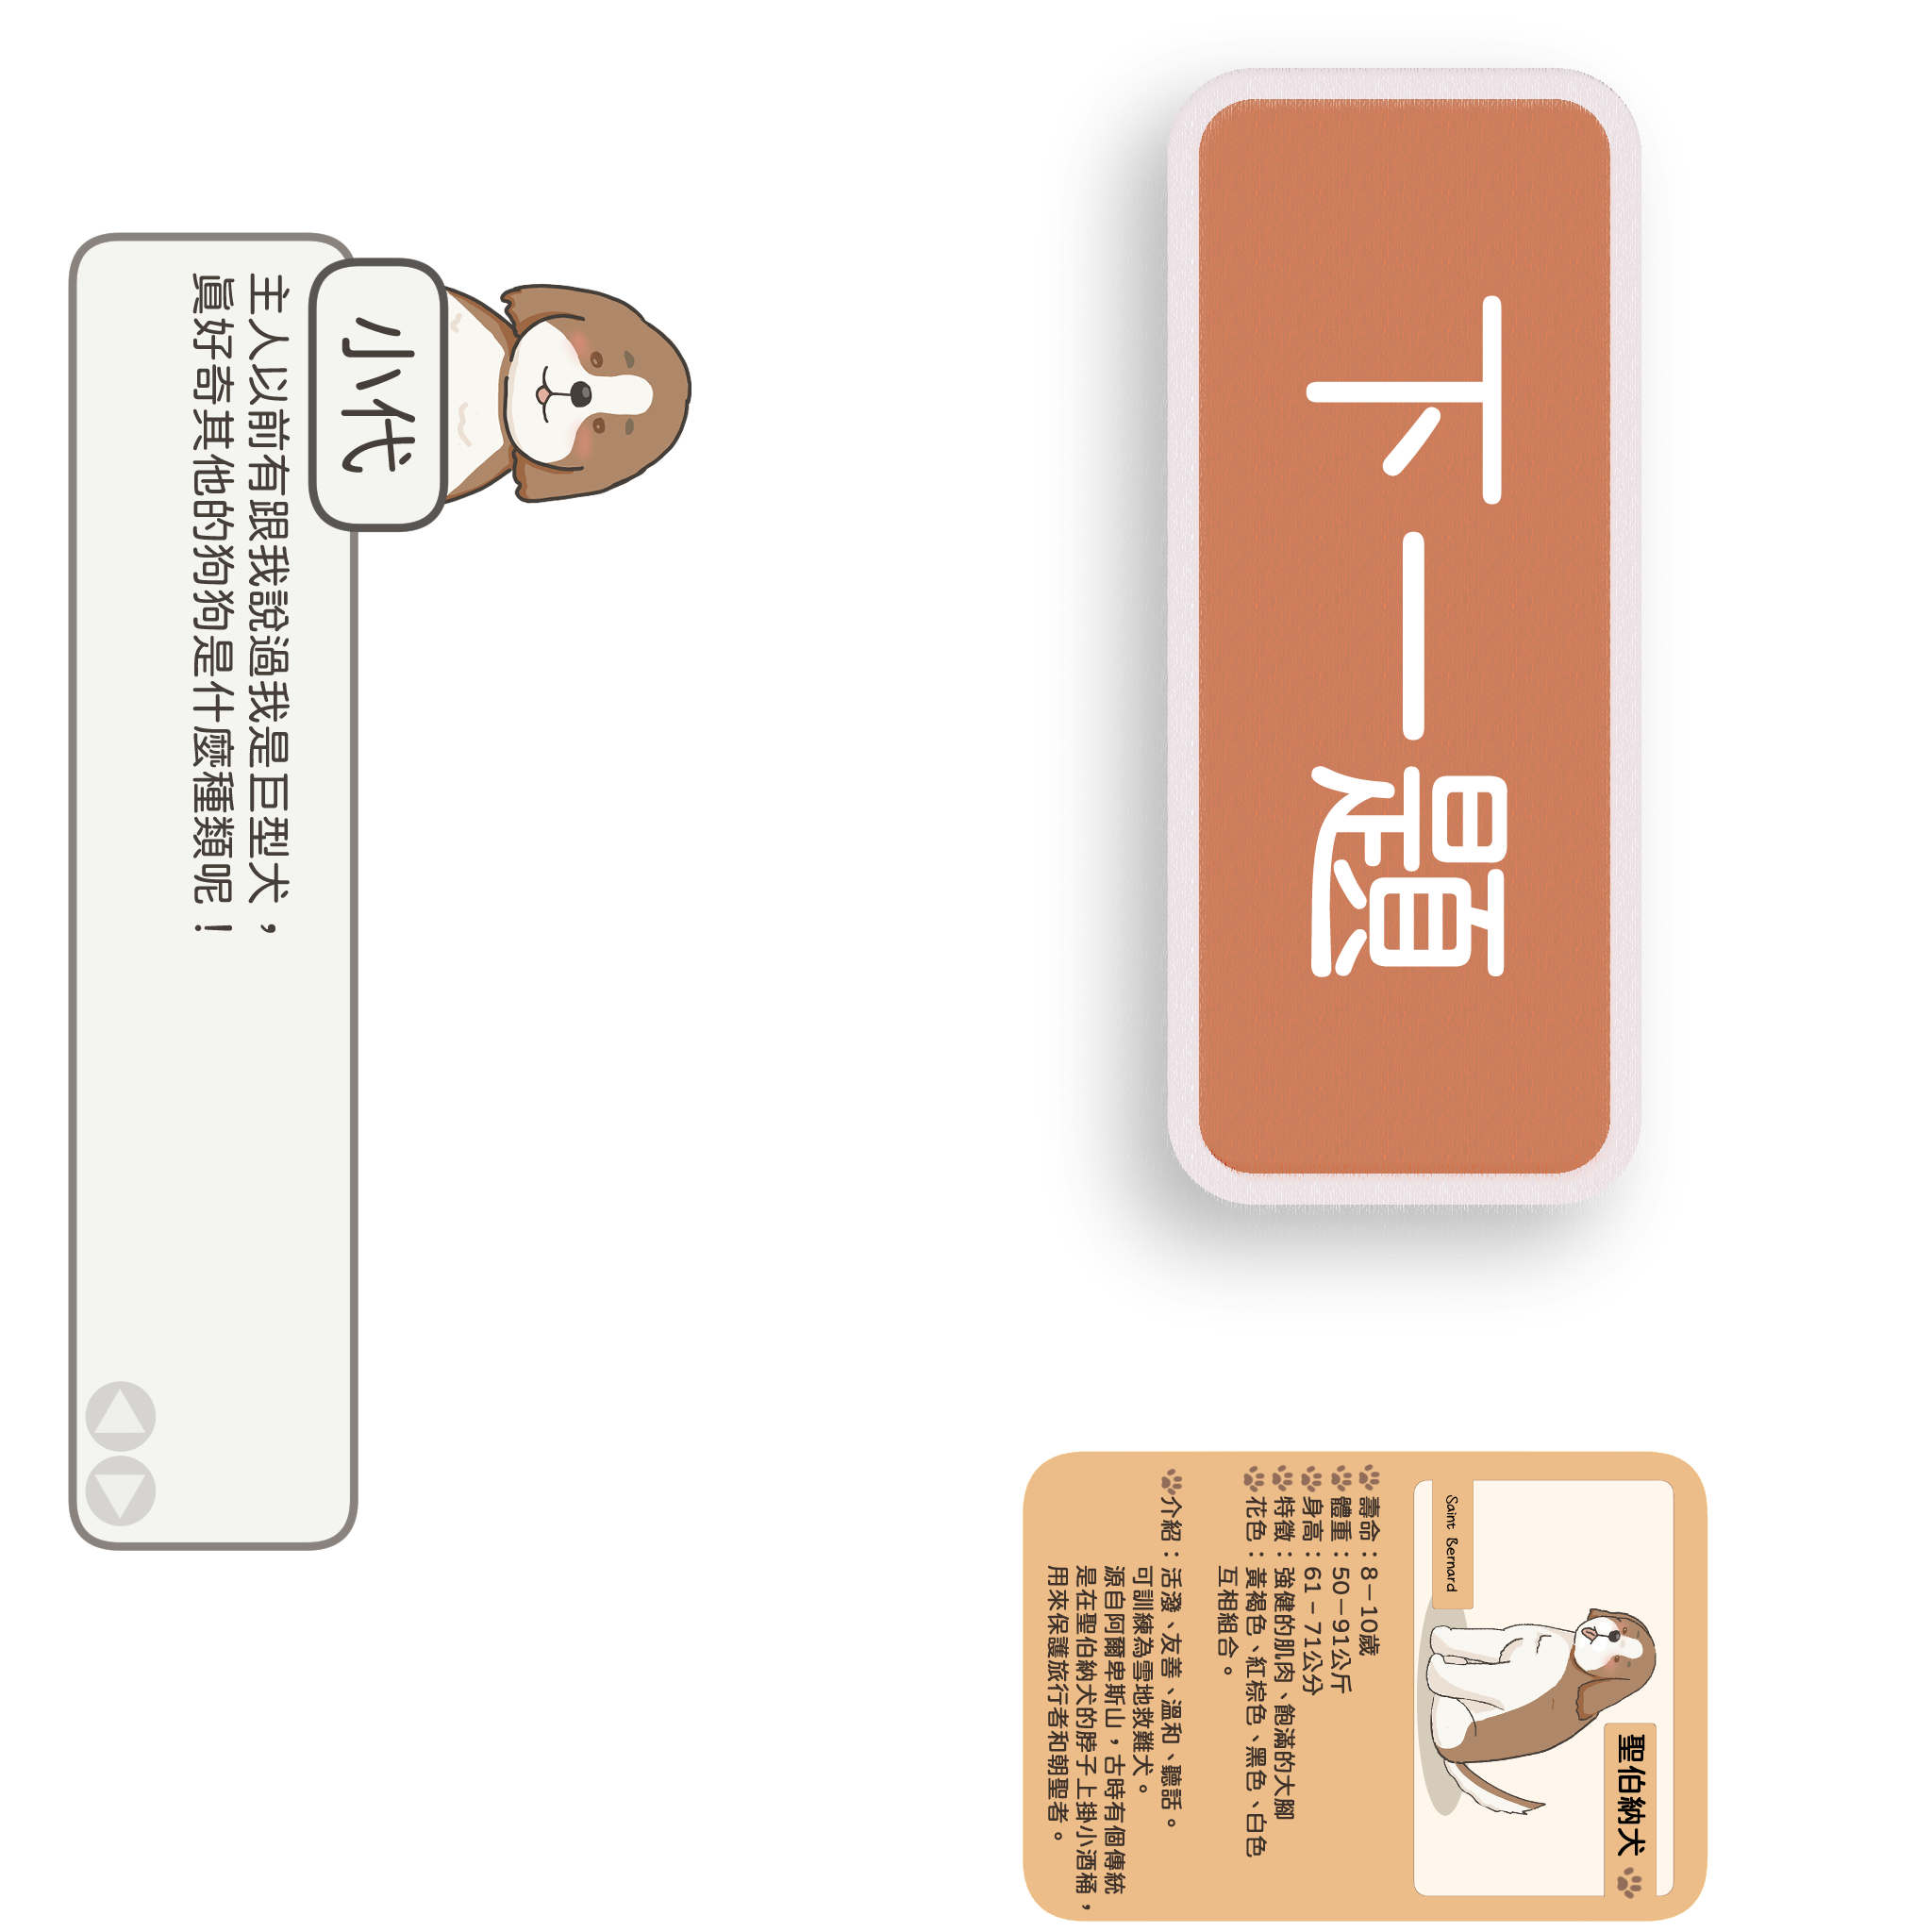 小代
主人以前有跟我說過我是巨型犬，
真好奇其他的狗狗是什麼種類呢！
下一題
聖伯納犬
Saint Bernard
壽命：8－10歲
體重：50－91公斤
身高：61－71公分
特徵：強健的肌肉、飽滿的大腳
花色：黃褐色、紅棕色、黑色、白色
互相組合。
介紹：活潑、友善、溫和、聽話。
可訓練為雪地救難犬。
源自阿爾卑斯山，古時有個傳統
是在聖伯納犬的脖子上掛小酒桶，
用來保護旅行者和朝聖者。